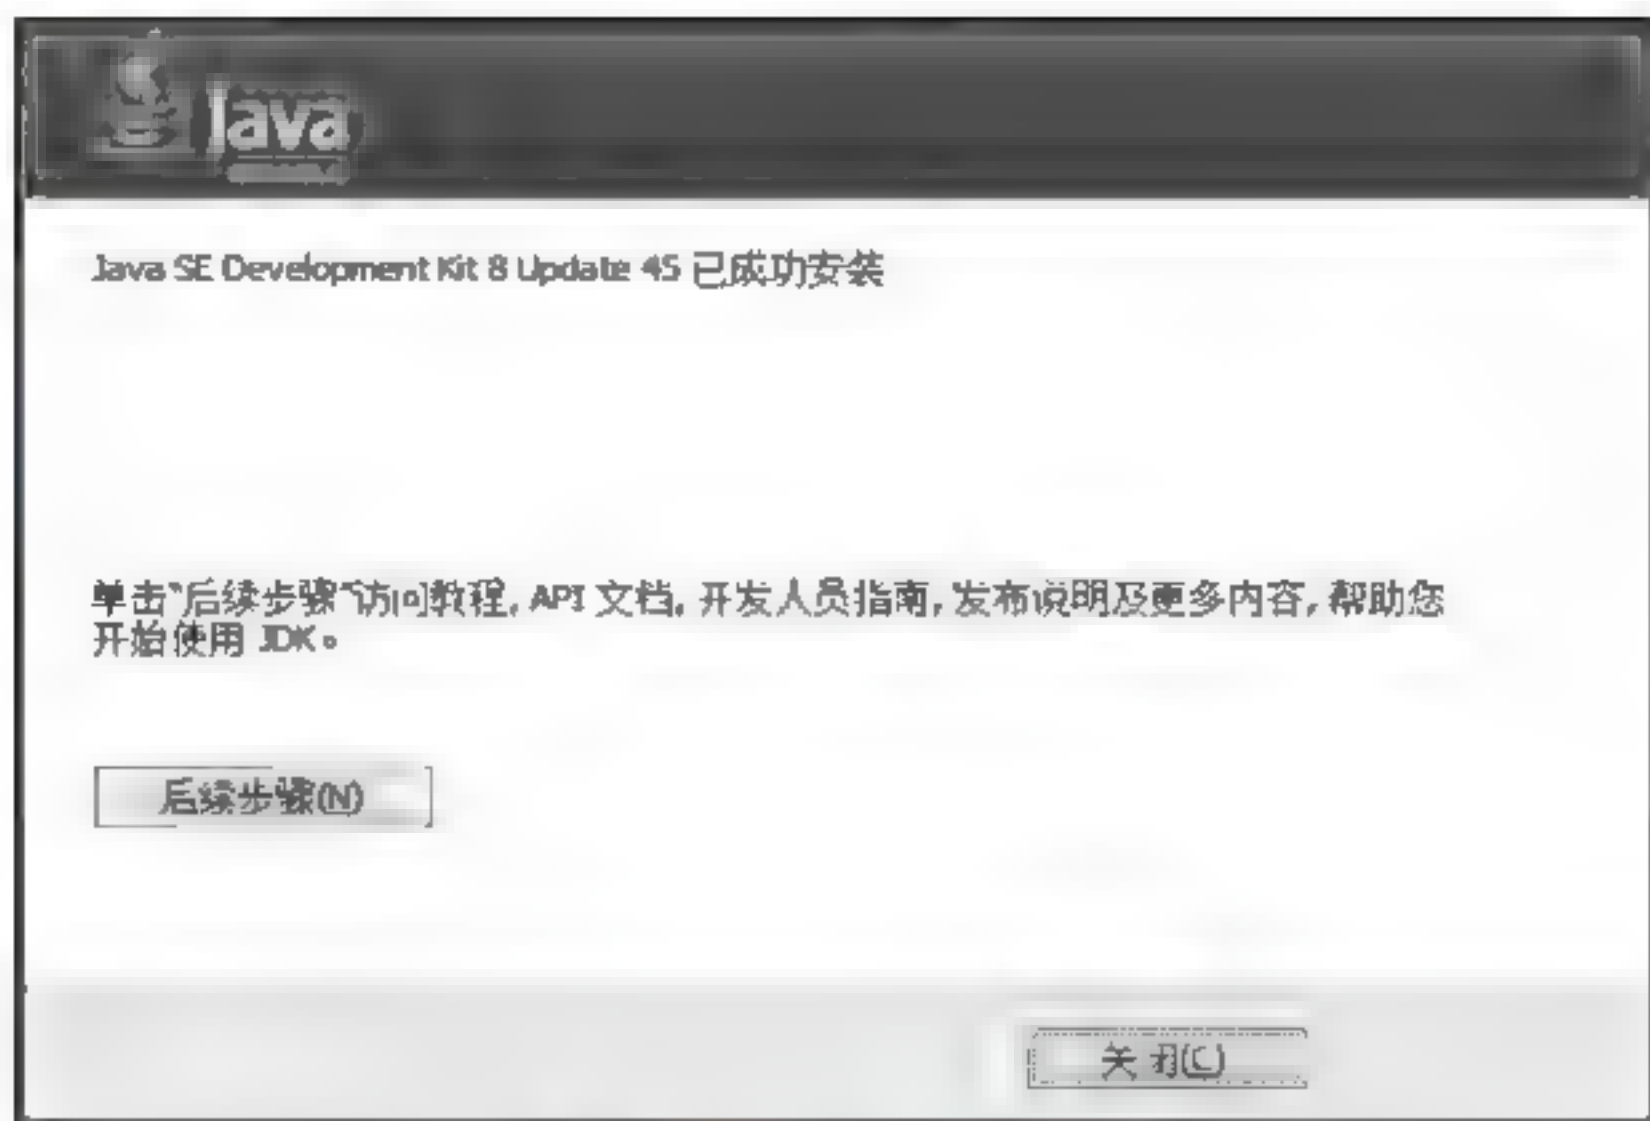 Java
Java SE Development Kit 8 Update 45 已成功安装
单击"后续步骤"访问教程, API 文档, 开发人员指南, 发布说明及更多内容, 帮助您
开始使用 JDK。
后续步骤(N)
关闭(C)